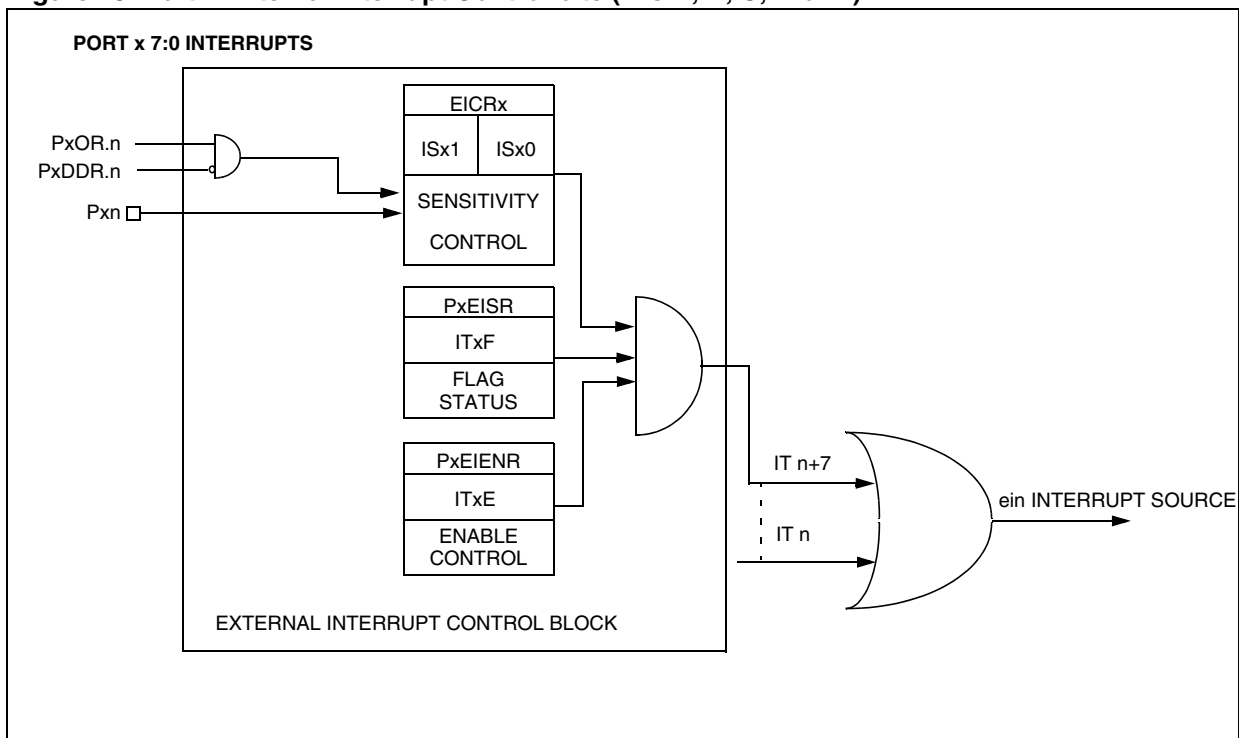 PORT x 7:0 INTERRUPTS
EICRx
ISx1 ISx0
SENSITIVITY
CONTROL
PxOR.n
PxDDR.n
Pxn
PxEISR
ITxF
FLAG
STATUS
PxEIENR
ITxE
ENABLE
CONTROL
IT n+7
IT n
ein INTERRUPT SOURCE
EXTERNAL INTERRUPT CONTROL BLOCK